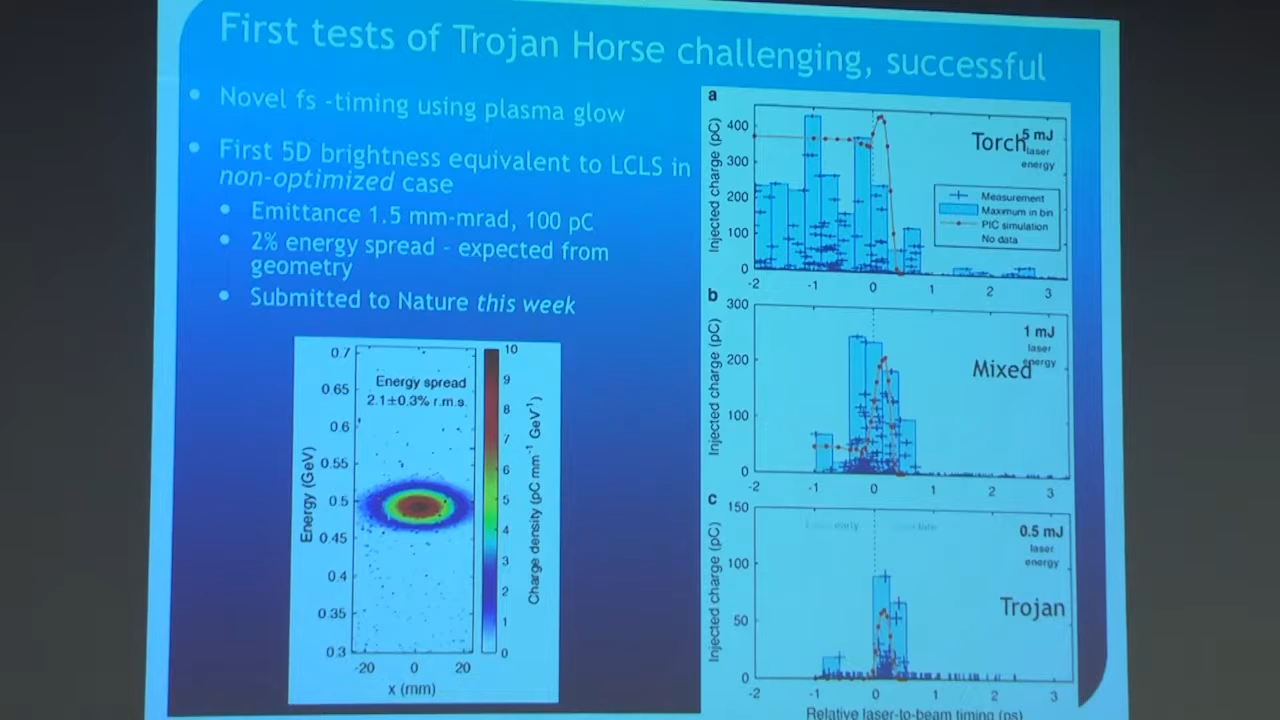 First tests of Trojan Horse challenging, successful
Novel fs -timing using plasma glow
First 5D brightness equivalent to LCLS in
non-optimized case
Emittance 1.5 mm-mrad, 100 pC
2% energy spread - expected from
geometry
Submitted to Nature this week
0.7
0.65
0.6
0.55
0.5
0.45
0.4
0.35
0.3
Energy (GeV)
Energy spread
2.1±0.3% r.m.s.
-20
0
20
x (mm)
10
9
8
7
6
5
4
3
2
1
0
Charge density (pC mm⁻¹ GeV⁻¹)
a
Injected charge (pC)
400
300
200
100
0
Torch
5 mJ
laser
energy
Measurement
Maximum in bin
PIC simulation
No data
-2
-1
0
1
2
3
b
Injected charge (pC)
300
200
100
0
1 mJ
laser
energy
Mixed
-2
-1
0
1
2
3
c
Injected charge (pC)
150
100
50
0
early
late
0.5 mJ
laser
energy
Trojan
-2
-1
0
1
2
3
Relative laser-to-beam timing (ps)